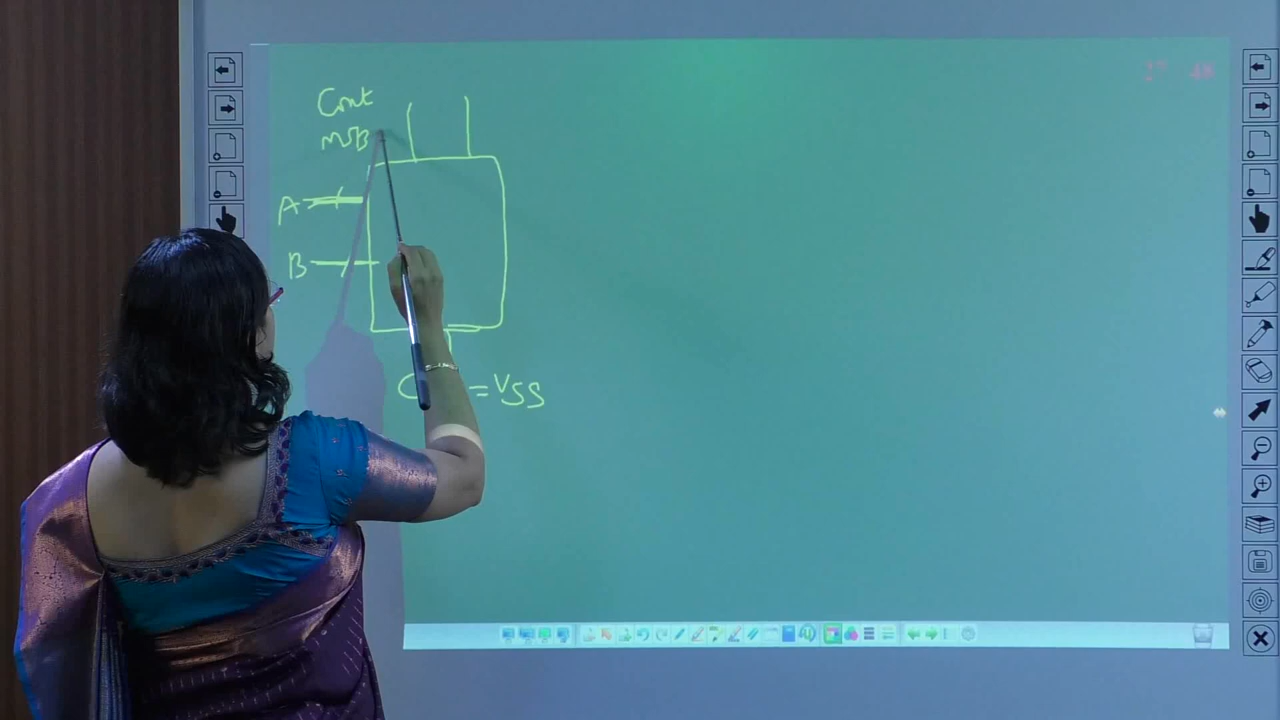 Cont
MSB
A
B
C = VSS